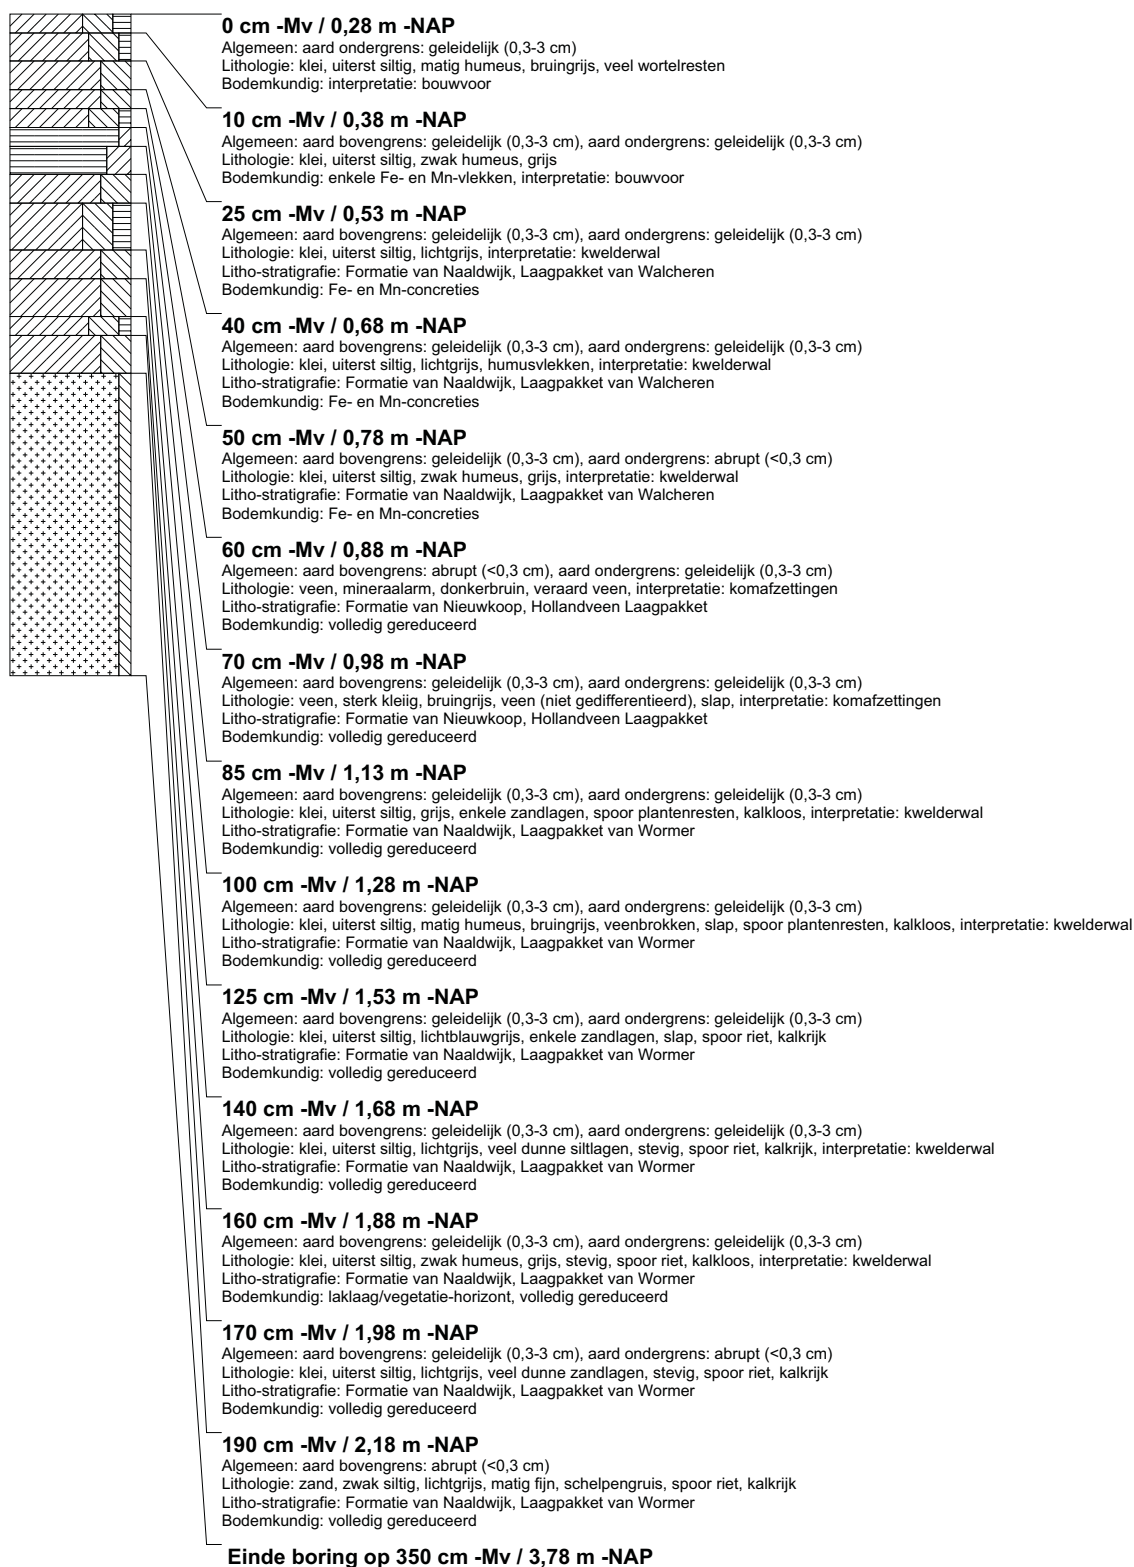 0 cm -Mv / 0,28 m -NAP
Algemeen: aard ondergrens: geleidelijk (0,3-3 cm)
Lithologie: klei, uiterst siltig, matig humeus, bruingrijs, veel wortelresten
Bodemkundig: interpretatie: bouwvoor
10 cm -Mv / 0,38 m -NAP
Algemeen: aard bovengrens: geleidelijk (0,3-3 cm), aard ondergrens: geleidelijk (0,3-3 cm)
Lithologie: klei, uiterst siltig, zwak humeus, grijs
Bodemkundig: enkele Fe- en Mn-vlekken, interpretatie: bouwvoor
25 cm -Mv / 0,53 m -NAP
Algemeen: aard bovengrens: geleidelijk (0,3-3 cm), aard ondergrens: geleidelijk (0,3-3 cm)
Lithologie: klei, uiterst siltig, lichtgrijs, interpretatie: kwelderwal
Litho-stratigrafie: Formatie van Naaldwijk, Laagpakket van Walcheren
Bodemkundig: Fe- en Mn-concreties
40 cm -Mv / 0,68 m -NAP
Algemeen: aard bovengrens: geleidelijk (0,3-3 cm), aard ondergrens: geleidelijk (0,3-3 cm)
Lithologie: klei, uiterst siltig, lichtgrijs, humusvlekken, interpretatie: kwelderwal
Litho-stratigrafie: Formatie van Naaldwijk, Laagpakket van Walcheren
Bodemkundig: Fe- en Mn-concreties
50 cm -Mv / 0,78 m -NAP
Algemeen: aard bovengrens: geleidelijk (0,3-3 cm), aard ondergrens: abrupt (<0,3 cm)
Lithologie: klei, uiterst siltig, zwak humeus, grijs, interpretatie: kwelderwal
Litho-stratigrafie: Formatie van Naaldwijk, Laagpakket van Walcheren
Bodemkundig: Fe- en Mn-concreties
60 cm -Mv / 0,88 m -NAP
Algemeen: aard bovengrens: abrupt (<0,3 cm), aard ondergrens: geleidelijk (0,3-3 cm)
Lithologie: veen, mineraalarm, donkerbruin, veraard veen, interpretatie: komafzettingen
Litho-stratigrafie: Formatie van Nieuwkoop, Hollandveen Laagpakket
Bodemkundig: volledig gereduceerd
70 cm -Mv / 0,98 m -NAP
Algemeen: aard bovengrens: geleidelijk (0,3-3 cm), aard ondergrens: geleidelijk (0,3-3 cm)
Lithologie: veen, sterk kleiig, bruingrijs, veen (niet gedifferentieerd), slap, interpretatie: komafzettingen
Litho-stratigrafie: Formatie van Nieuwkoop, Hollandveen Laagpakket
Bodemkundig: volledig gereduceerd
85 cm -Mv / 1,13 m -NAP
Algemeen: aard bovengrens: geleidelijk (0,3-3 cm), aard ondergrens: geleidelijk (0,3-3 cm)
Lithologie: klei, uiterst siltig, grijs, enkele zandlagen, spoor plantenresten, kalkloos, interpretatie: kwelderwal
Litho-stratigrafie: Formatie van Naaldwijk, Laagpakket van Wormer
Bodemkundig: volledig gereduceerd
100 cm -Mv / 1,28 m -NAP
Algemeen: aard bovengrens: geleidelijk (0,3-3 cm), aard ondergrens: geleidelijk (0,3-3 cm)
Lithologie: klei, uiterst siltig, matig humeus, bruingrijs, veenbrokken, slap, spoor plantenresten, kalkloos, interpretatie: kwelderwal
Litho-stratigrafie: Formatie van Naaldwijk, Laagpakket van Wormer
Bodemkundig: volledig gereduceerd
125 cm -Mv / 1,53 m -NAP
Algemeen: aard bovengrens: geleidelijk (0,3-3 cm), aard ondergrens: geleidelijk (0,3-3 cm)
Lithologie: klei, uiterst siltig, lichtblauwgrijs, enkele zandlagen, slap, spoor riet, kalkrijk
Litho-stratigrafie: Formatie van Naaldwijk, Laagpakket van Wormer
Bodemkundig: volledig gereduceerd
140 cm -Mv / 1,68 m -NAP
Algemeen: aard bovengrens: geleidelijk (0,3-3 cm), aard ondergrens: geleidelijk (0,3-3 cm)
Lithologie: klei, uiterst siltig, lichtgrijs, veel dunne siltlagen, stevig, spoor riet, kalkrijk, interpretatie: kwelderwal
Litho-stratigrafie: Formatie van Naaldwijk, Laagpakket van Wormer
Bodemkundig: volledig gereduceerd
160 cm -Mv / 1,88 m -NAP
Algemeen: aard bovengrens: geleidelijk (0,3-3 cm), aard ondergrens: geleidelijk (0,3-3 cm)
Lithologie: klei, uiterst siltig, zwak humeus, grijs, stevig, spoor riet, kalkloos, interpretatie: kwelderwal
Litho-stratigrafie: Formatie van Naaldwijk, Laagpakket van Wormer
Bodemkundig: laklaag/vegetatie-horizont, volledig gereduceerd
170 cm -Mv / 1,98 m -NAP
Algemeen: aard bovengrens: geleidelijk (0,3-3 cm), aard ondergrens: abrupt (<0,3 cm)
Lithologie: klei, uiterst siltig, lichtgrijs, veel dunne zandlagen, stevig, spoor riet, kalkrijk
Litho-stratigrafie: Formatie van Naaldwijk, Laagpakket van Wormer
Bodemkundig: volledig gereduceerd
190 cm -Mv / 2,18 m -NAP
Algemeen: aard bovengrens: abrupt (<0,3 cm)
Lithologie: zand, zwak siltig, lichtgrijs, matig fijn, schelpengruis, spoor riet, kalkrijk
Litho-stratigrafie: Formatie van Naaldwijk, Laagpakket van Wormer
Bodemkundig: volledig gereduceerd
Einde boring op 350 cm -Mv / 3,78 m -NAP